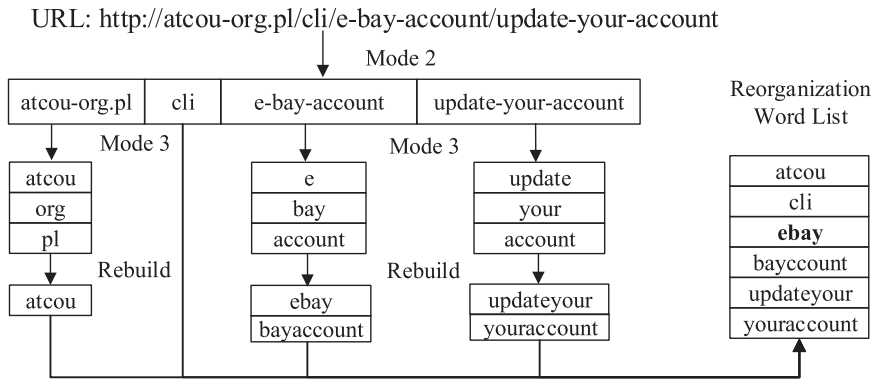 URL: http://atcou-org.pl/cli/e-bay-account/update-your-account
Mode 2
atcou-org.pl
cli
e-bay-account
update-your-account
Reorganization
Word List
Mode 3
Mode 3
atcou
org
pl
e
bay
account
update
your
account
Rebuild
Rebuild
atcou
ebay
bayaccount
updateyour
youraccount
atcou
cli
ebay
bayccount
updateyour
youraccount